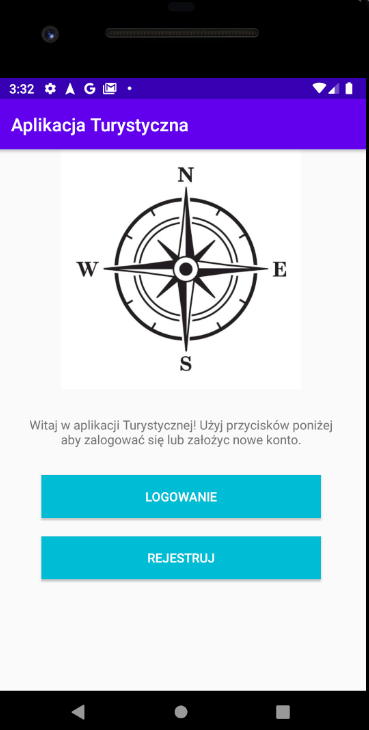 3:32
Aplikacja Turystyczna
N
W E
S
Witaj w aplikacji Turystycznej! Użyj przycisków poniżej
aby zalogować się lub założyc nowe konto.
LOGOWANIE
REJESTRUJ